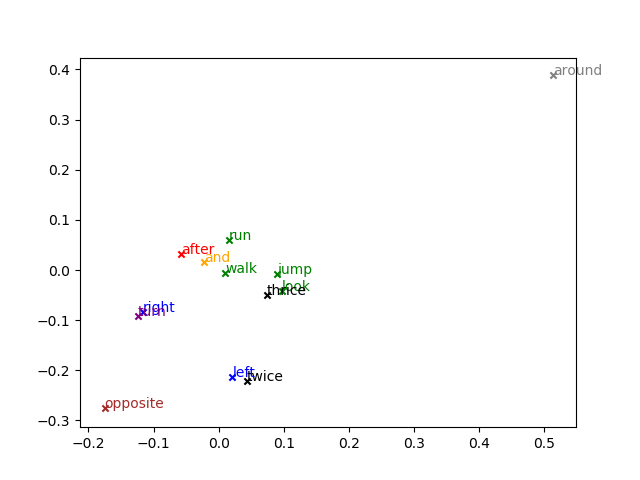 0.4
around
0.3
0.2
0.1
run
after
and
0.0
walk
jump
thrice
look
right
turn
−0.1
−0.2
left
twice
opposite
−0.3
−0.2
−0.1
0.0
0.1
0.2
0.3
0.4
0.5